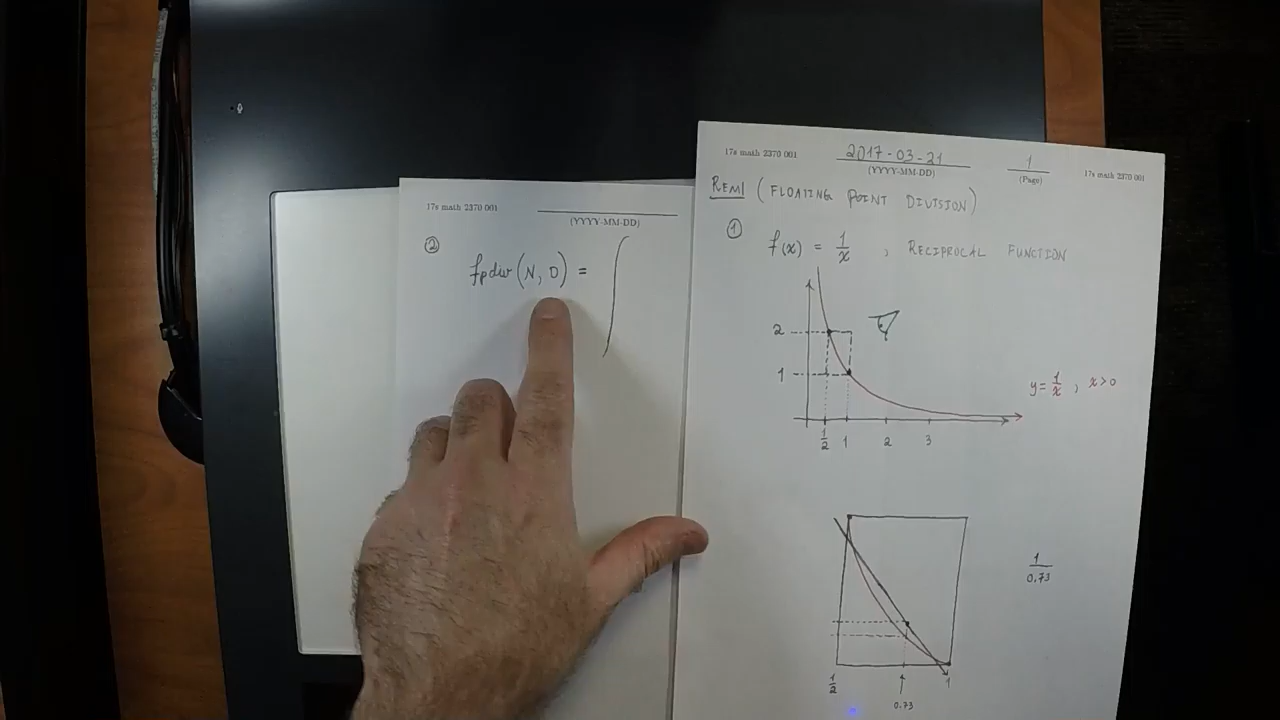 17s math 2370 001
(YYYY-MM-DD)
②
fpdiv(N, D) =
17s math 2370 001
2017-03-21
(YYYY-MM-DD)
1
(Page)
17s math 2370 001
REM1 (FLOATING POINT DIVISION)
①
f(x) = 1/x , RECIPROCAL FUNCTION
2
1
y = 1/x , x > 0
1/2 1 2 3
1/0.73
1/2 1
0.73